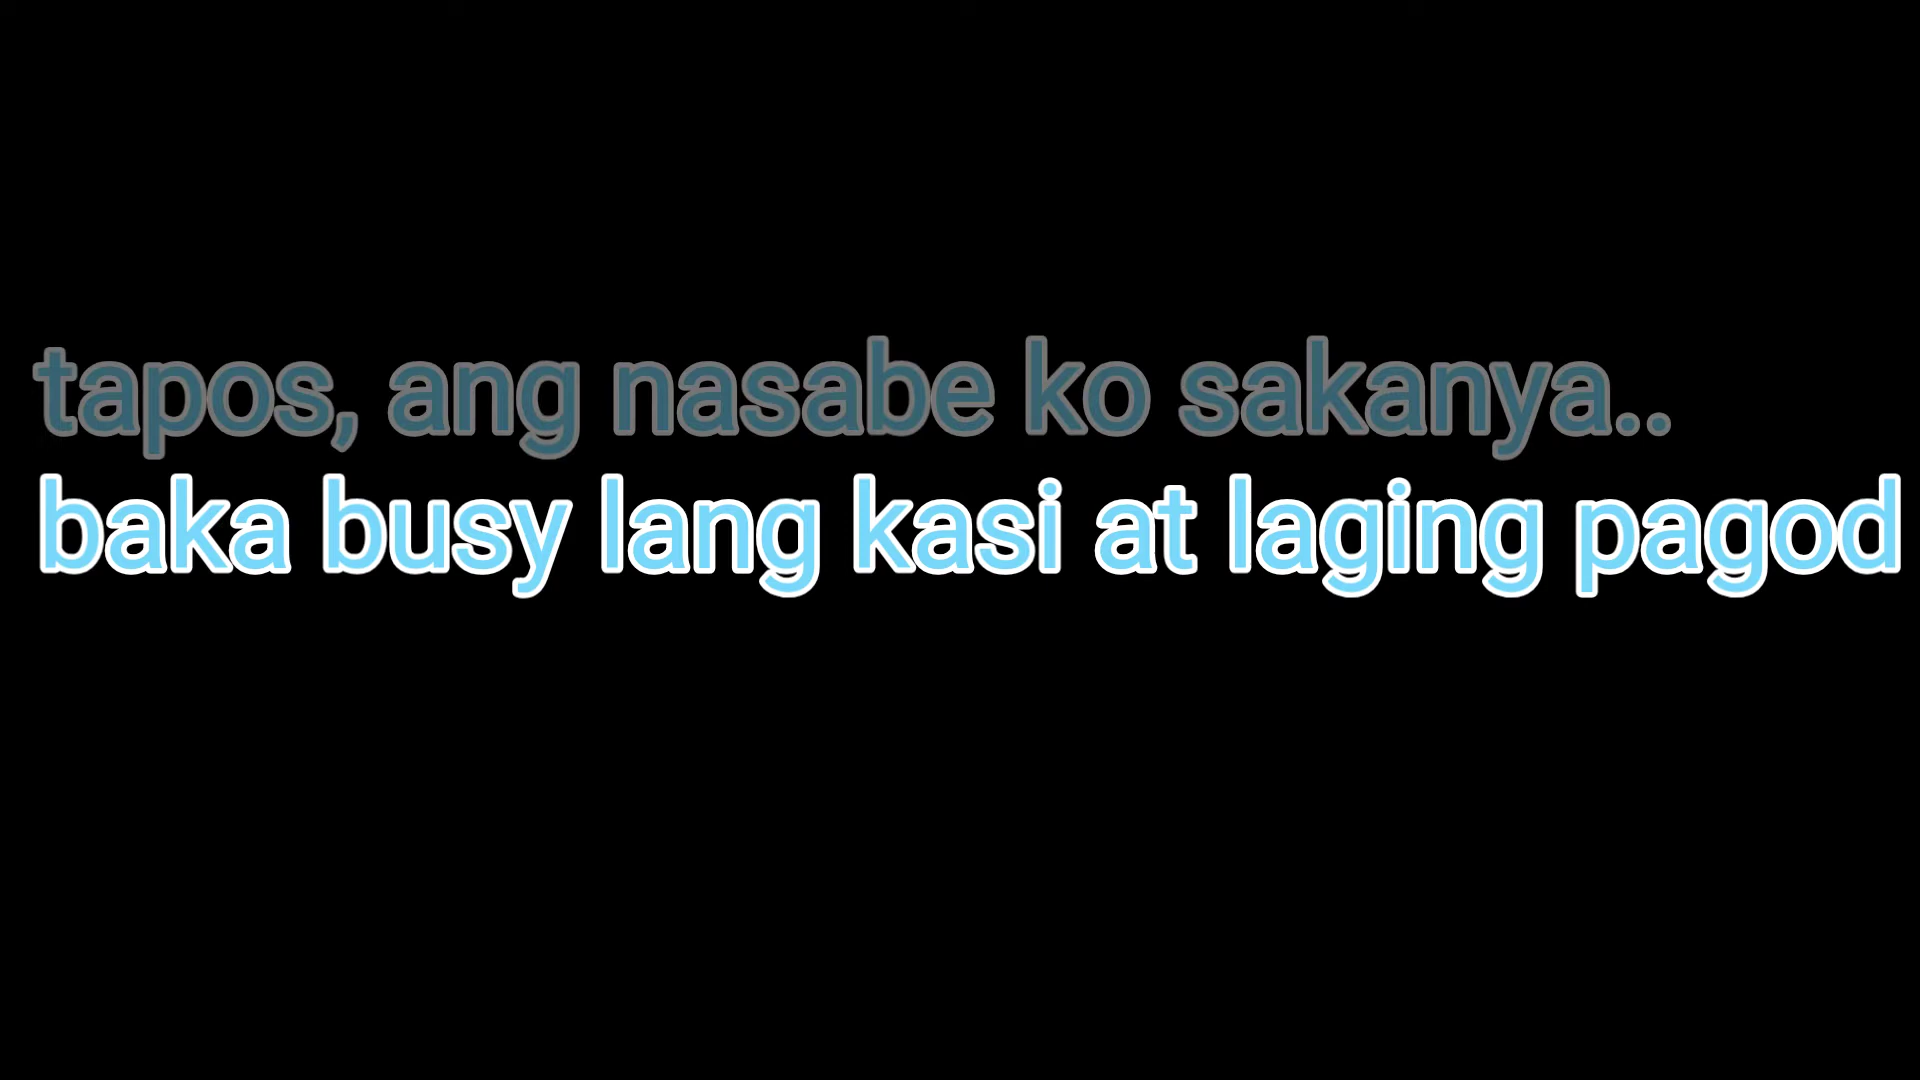 tapos, ang nasabe ko sakanya..
baka busy lang kasi at laging pagod